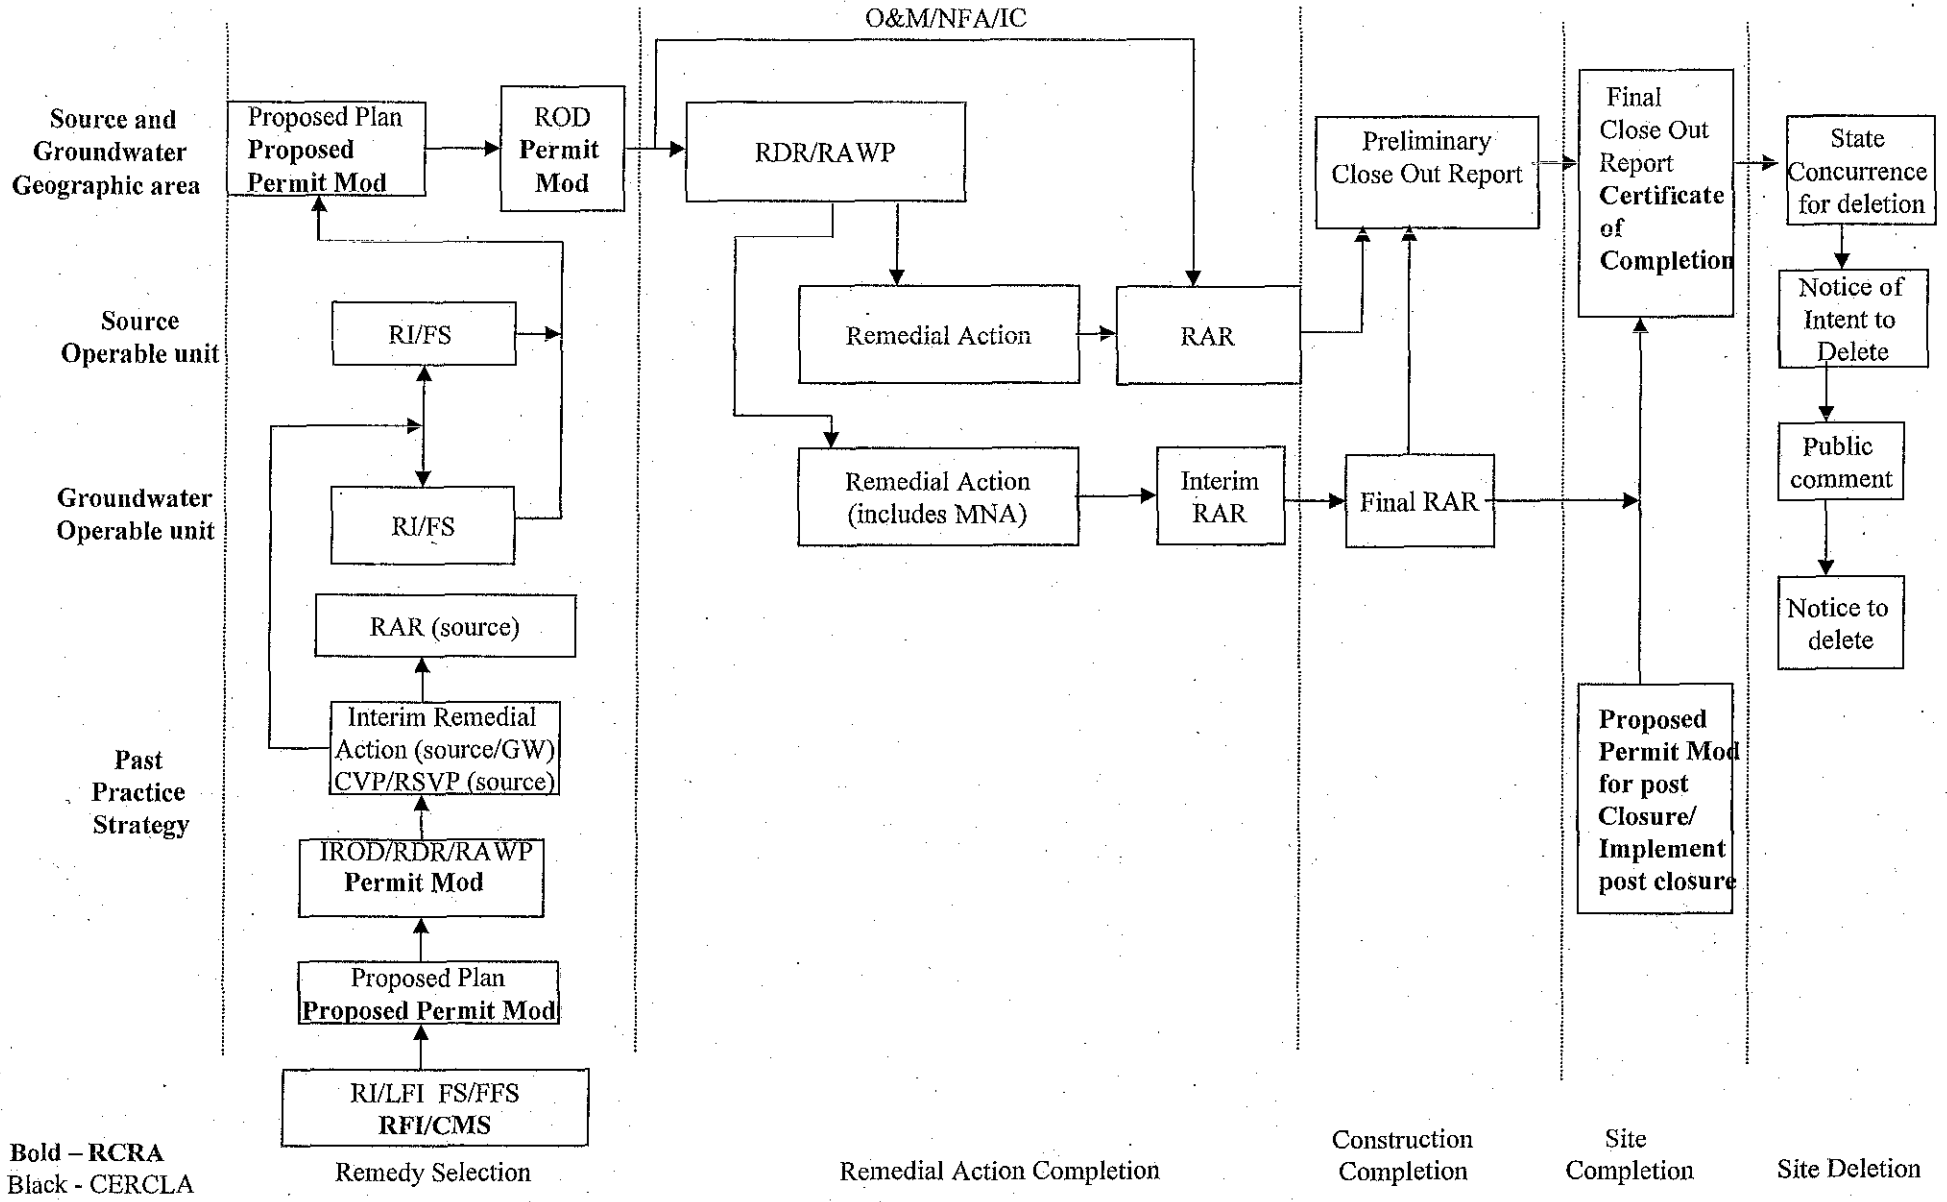 O&M/NFA/IC
Source and
Groundwater
Geographic area
Proposed Plan
Proposed
Permit Mod
ROD
Permit
Mod
RDR/RAWP
Preliminary
Close Out Report
Final
Close Out
Report
Certificate
of
Completion
State
Concurrence
for deletion
Source
Operable unit
RI/FS
Remedial Action
RAR
Notice of
Intent to
Delete
Groundwater
Operable unit
RI/FS
Remedial Action
(includes MNA)
Interim
RAR
Final RAR
Public
comment
Notice to
delete
Past
Practice
Strategy
RAR (source)
Interim Remedial
Action (source/GW)
CVP/RSVP (source)
IROD/RDR/RAWP
Permit Mod
Proposed Plan
Proposed Permit Mod
RI/LFI FS/FFS
RFI/CMS
Proposed
Permit Mod
for post
Closure/
Implement
post closure
Bold – RCRA
Black - CERCLA
Remedy Selection
Remedial Action Completion
Construction
Completion
Site
Completion
Site Deletion